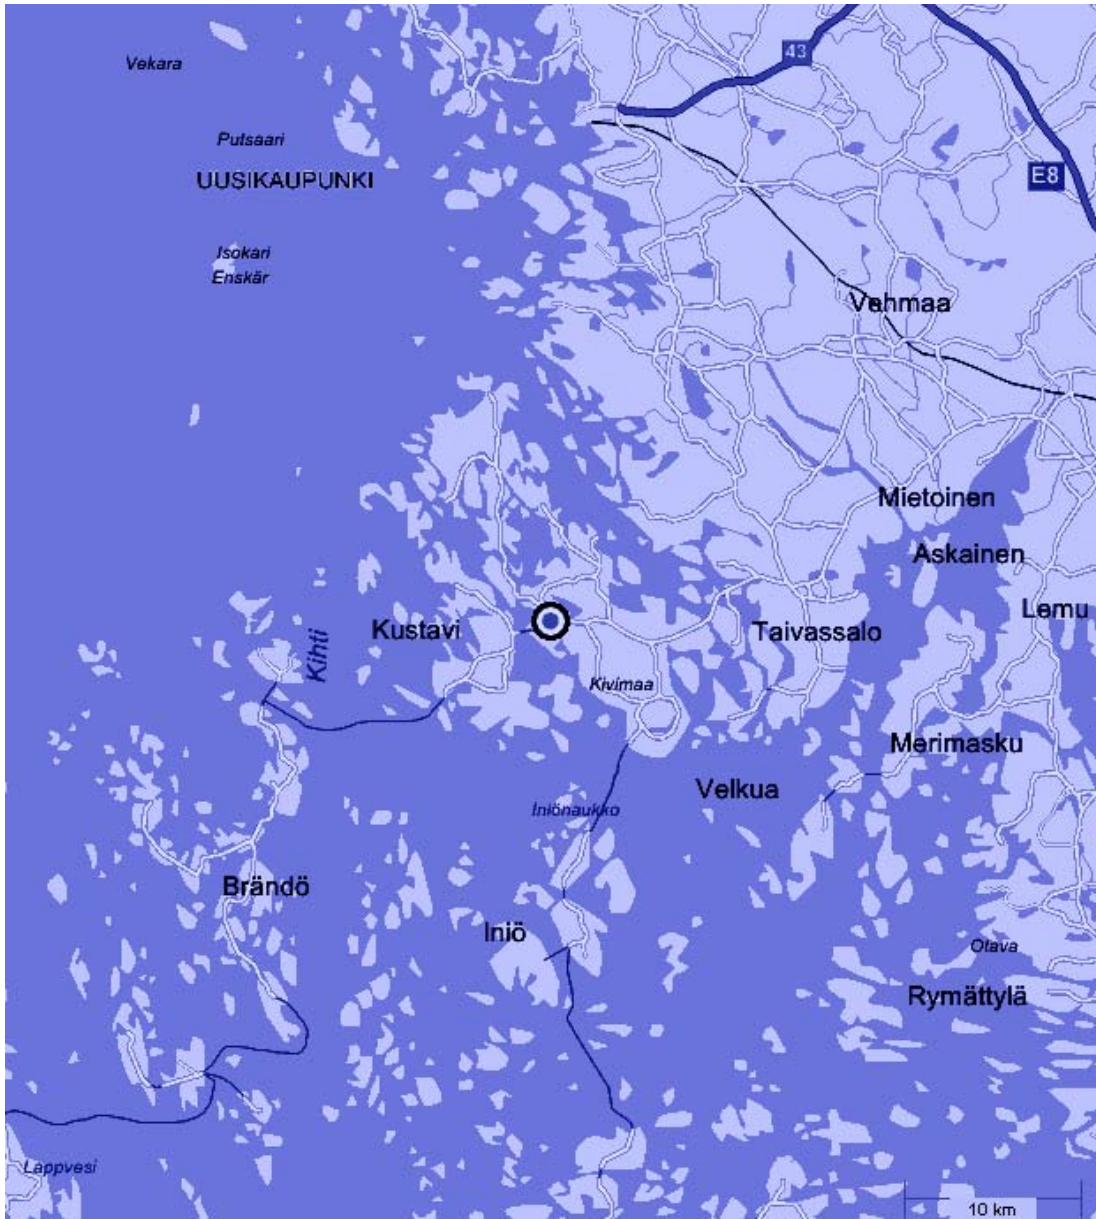 43
Vekara
Putsaari
UUSIKAUPUNKI
E8
Isokari
Enskär
Vehmaa
Mietoinen
Askainen
Lemu
Kustavi
Taivassalo
Kihti
Kivimaa
Merimasku
Velkua
Iniönaukko
Brändö
Iniö
Otava
Rymättylä
Lappvesi
10 km